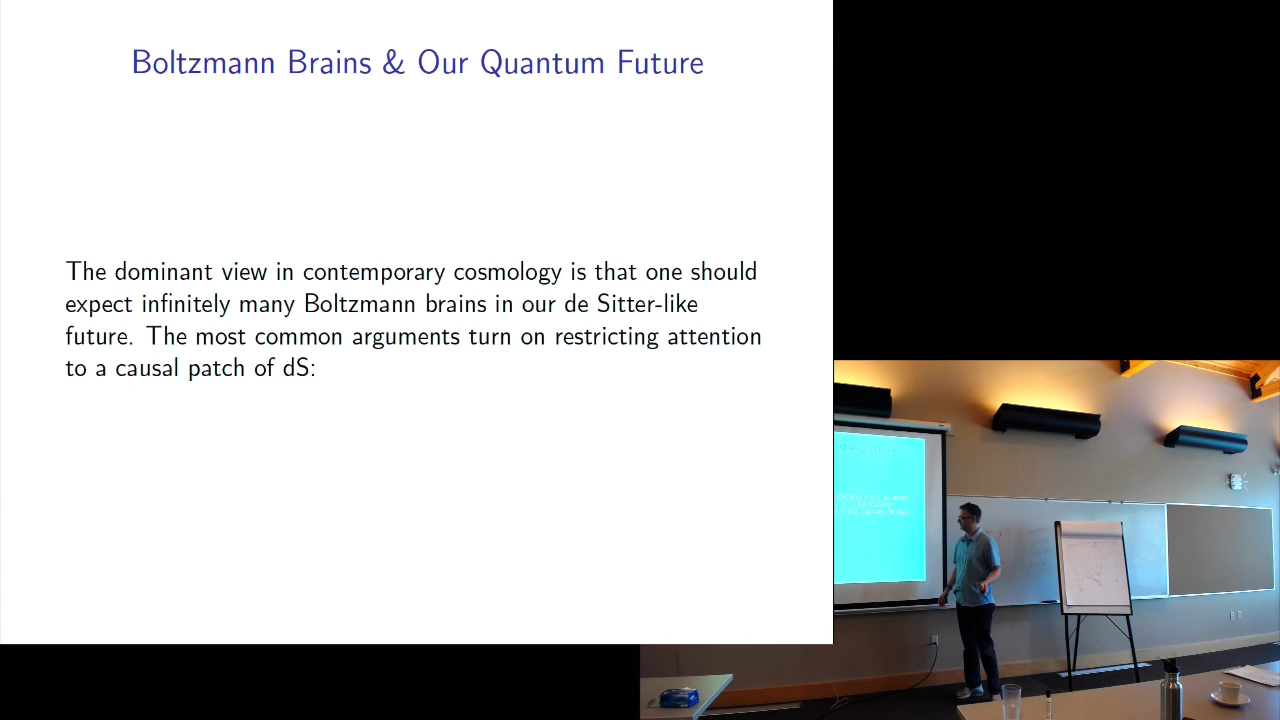 Boltzmann Brains & Our Quantum Future
The dominant view in contemporary cosmology is that one should
expect infinitely many Boltzmann brains in our de Sitter-like
future. The most common arguments turn on restricting attention
to a causal patch of dS: